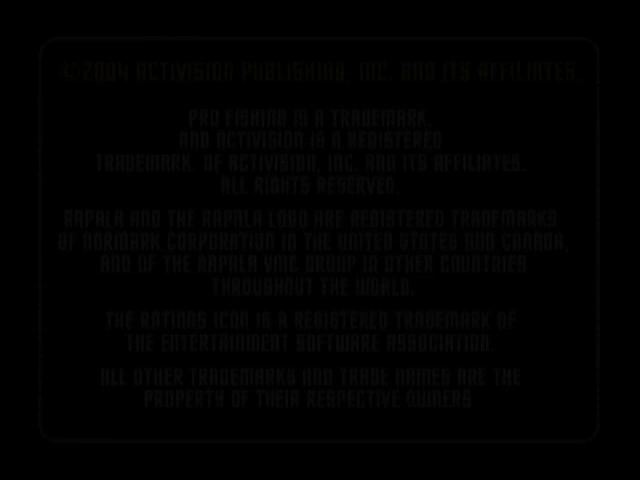 ©2004 ACTIVISION PUBLISHING, INC. AND ITS AFFILIATES.
PRO FISHING IS A TRADEMARK,
AND ACTIVISION IS A REGISTERED
TRADEMARK OF ACTIVISION, INC. AND ITS AFFILIATES.
ALL RIGHTS RESERVED.
RAPALA AND THE RAPALA LOGO ARE REGISTERED TRADEMARKS
OF NORMARK CORPORATION IN THE UNITED STATES AND CANADA,
AND OF THE RAPALA VMC GROUP IN OTHER COUNTRIES
THROUGHOUT THE WORLD.
THE RATINGS ICON IS A REGISTERED TRADEMARK OF
THE ENTERTAINMENT SOFTWARE ASSOCIATION.
ALL OTHER TRADEMARKS AND TRADE NAMES ARE THE
PROPERTY OF THEIR RESPECTIVE OWNERS